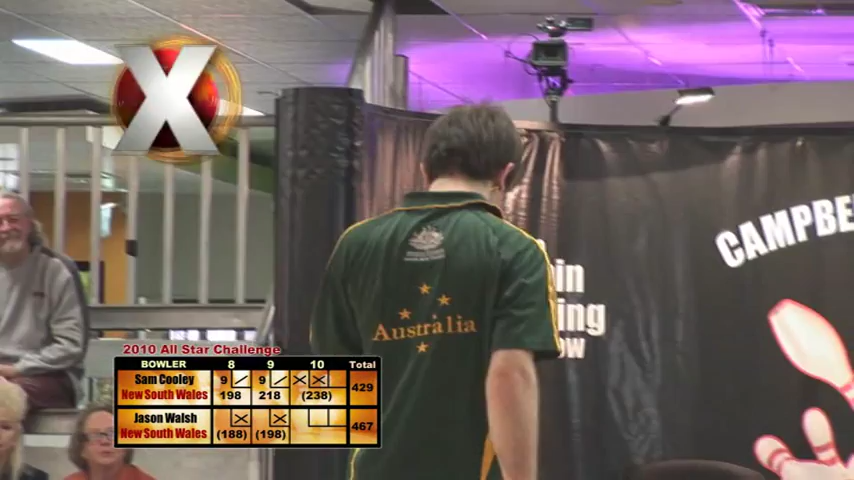 X
CAMPBE
Australia
in
ing
ow
2010 All Star Challenge
BOWLER 8 9 10 Total
Sam Cooley 9 / 9 / X X 429
New South Wales 198 218 (238)
Jason Walsh X X 467
New South Wales (188) (198)